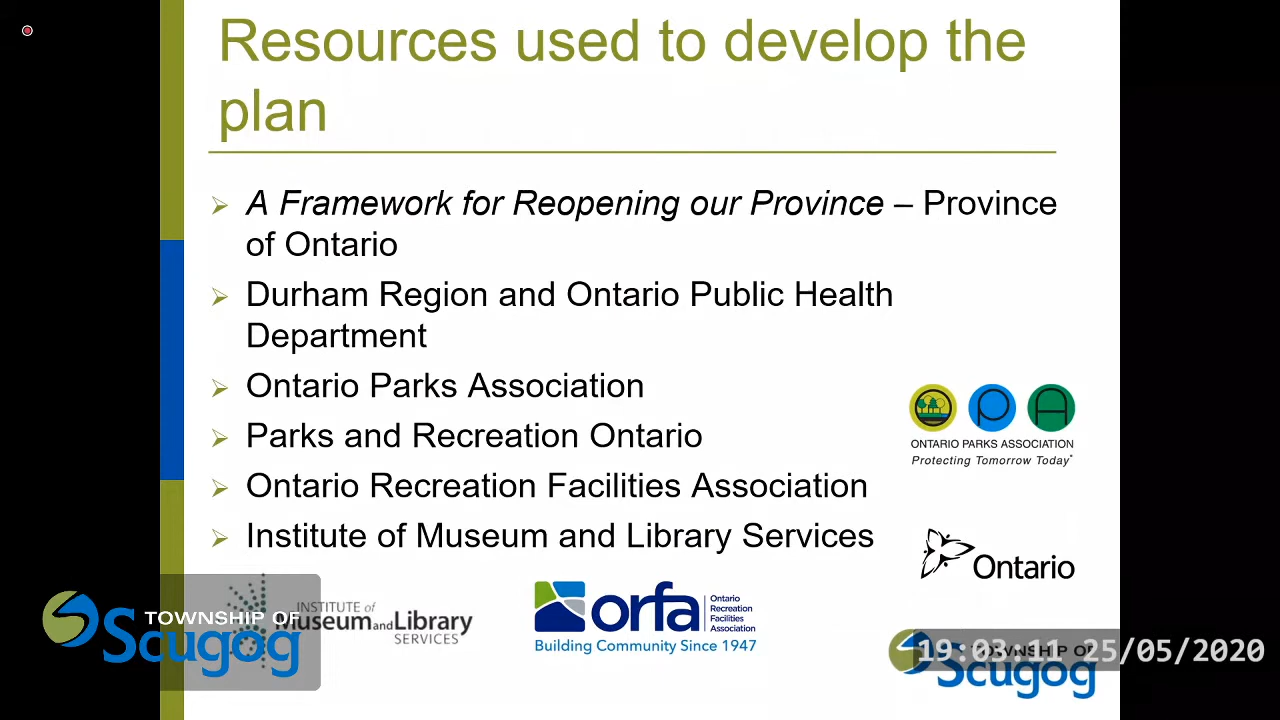 Resources used to develop the
plan
A Framework for Reopening our Province – Province
of Ontario
Durham Region and Ontario Public Health
Department
Ontario Parks Association
Parks and Recreation Ontario
Ontario Recreation Facilities Association
Institute of Museum and Library Services
OPA
ONTARIO PARKS ASSOCIATION
Protecting Tomorrow Today*
Ontario
INSTITUTE of
Museum and Library
SERVICES
TOWNSHIP OF
Scugog
orfa
Ontario
Recreation
Facilities
Association
Building Community Since 1947
TOWNSHIP OF
Scugog
19:03:11 25/05/2020